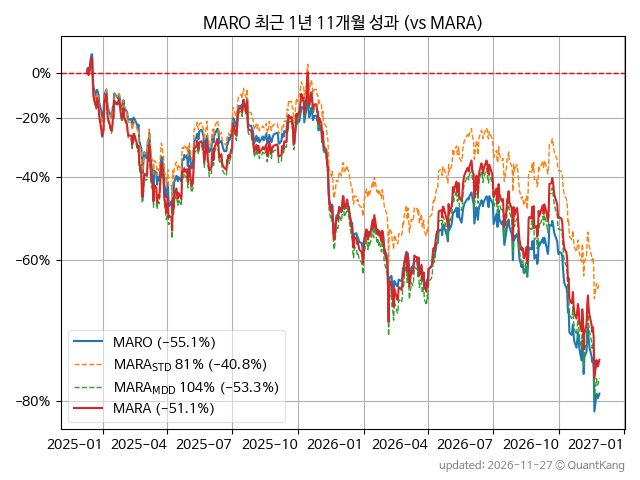 MARO 최근 1년 11개월 성과 (vs MARA)
0%
−20%
−40%
−60%
−80%
MARO (−55.1%)
MARA_STD 81% (−40.8%)
MARA_MDD 104% (−53.3%)
MARA (−51.1%)
2025-01 2025-04 2025-07 2025-10 2026-01 2026-04 2026-07 2026-10 2027-01
updated: 2026-11-27 © QuantKang